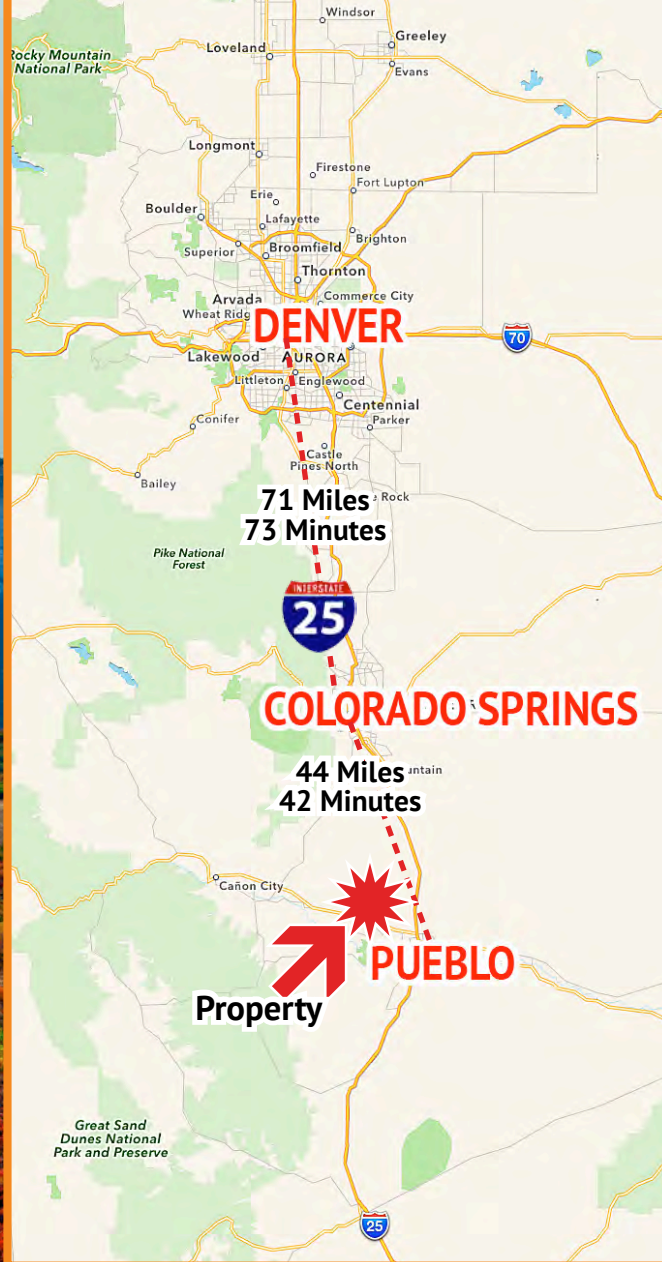 Windsor
Greeley
Loveland
Rocky Mountain
National Park
Evans
Longmont
Firestone
Fort Lupton
Erie
Boulder
Lafayette
Brighton
Superior
Broomfield
Thornton
Arvada
Commerce City
Wheat Ridg
DENVER
70
Lakewood
AURORA
Littleton
Englewood
Centennial
Conifer
Parker
Castle
Pines North
Bailey
71 Miles
e Rock
73 Minutes
Pike National
Forest
INTERSTATE
25
COLORADO SPRINGS
44 Miles
untain
42 Minutes
Cañon City
PUEBLO
Property
Great Sand
Dunes National
Park and Preserve
25